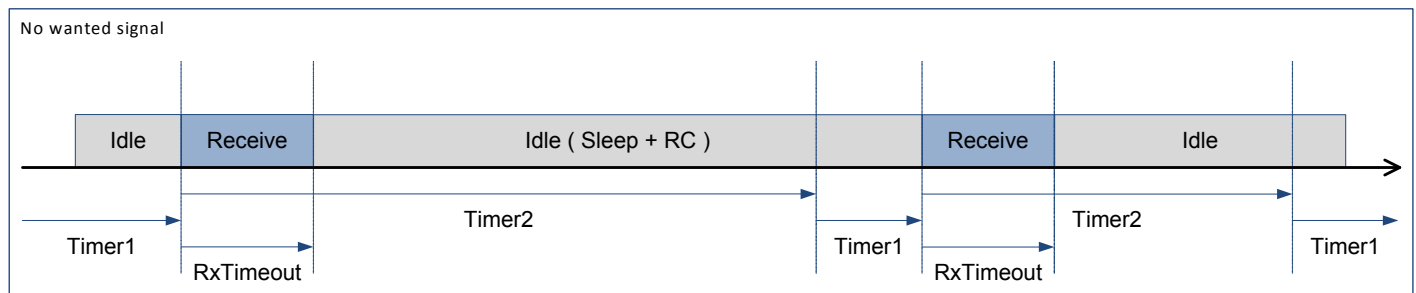 No wanted signal
Idle
Receive
Idle ( Sleep + RC )
Receive
Idle
Timer2
Timer2
Timer1
Timer1
Timer1
RxTimeout
RxTimeout